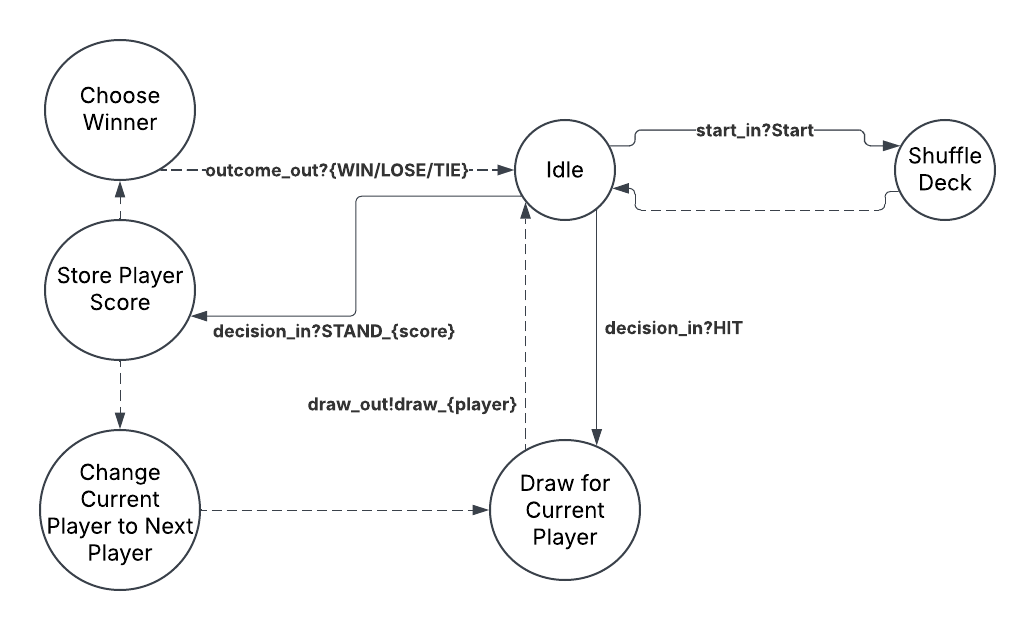 Choose
Winner
start_in?Start
outcome_out?{WIN/LOSE/TIE}
Idle
Shuffle
Deck
Store Player
Score
decision_in?STAND_{score}
decision_in?HIT
draw_out!draw_{player}
Change
Current
Player to Next
Player
Draw for
Current
Player